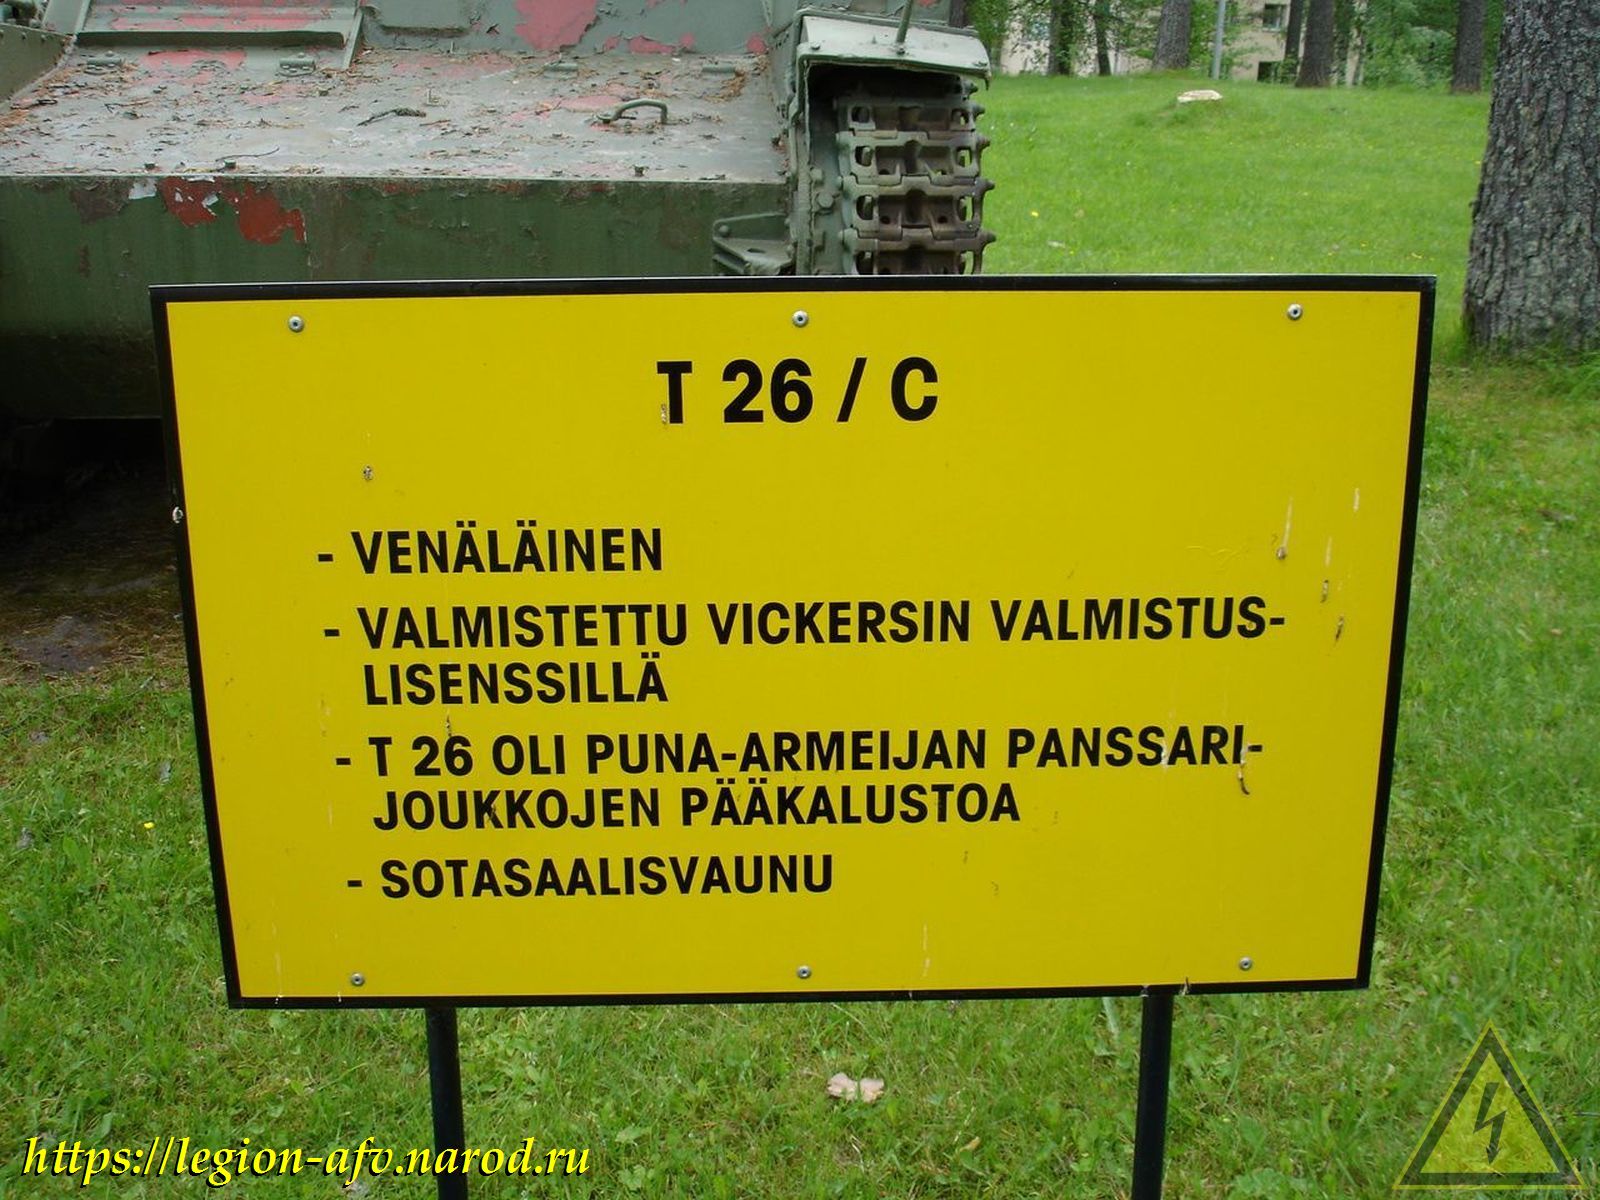 T 26 / C
- VENÄLÄINEN
- VALMISTETTU VICKERSIN VALMISTUS-
LISENSSILLÄ
- T 26 OLI PUNA-ARMEIJAN PANSSARI-
JOUKKOJEN PÄÄKALUSTOA
- SOTASAALISVAUNU
https://legion-afv.narod.ru